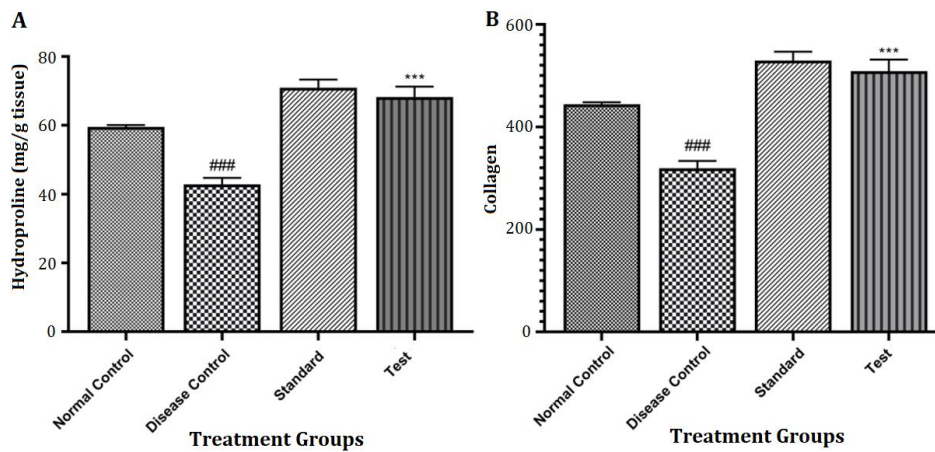 A
Hydroproline (mg/g tissue)
80
60
40
20
0
###
***
Normal Control
Disease Control
Standard
Test
Treatment Groups
B
Collagen
600
400
200
0
###
***
Normal Control
Disease Control
Standard
Test
Treatment Groups